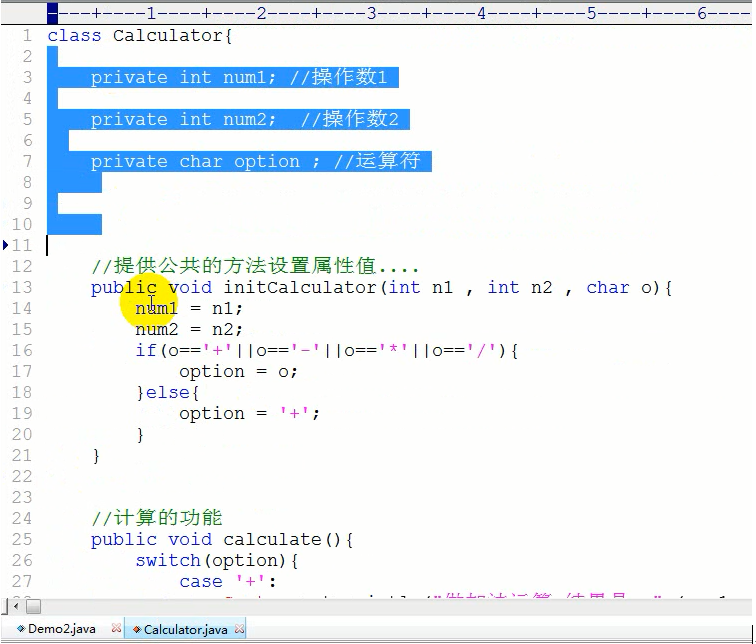 ----+----1----+----2----+----3----+----4----+----5----+----6----
1 class Calculator{
2
3 private int num1; //操作数1
4
5 private int num2;  //操作数2
6
7 private char option ; //运算符
8
9
10
11
12 //提供公共的方法设置属性值....
13 public void initCalculator(int n1 , int n2 , char o){
14 num1 = n1;
15 num2 = n2;
16 if(o=='+'||o=='-'||o=='*'||o=='/'){
17 option = o;
18 }else{
19 option = '+';
20 }
21 }
22
23
24 //计算的功能
25 public void calculate(){
26 switch(option){
27 case '+':
Demo2.java Calculator.java